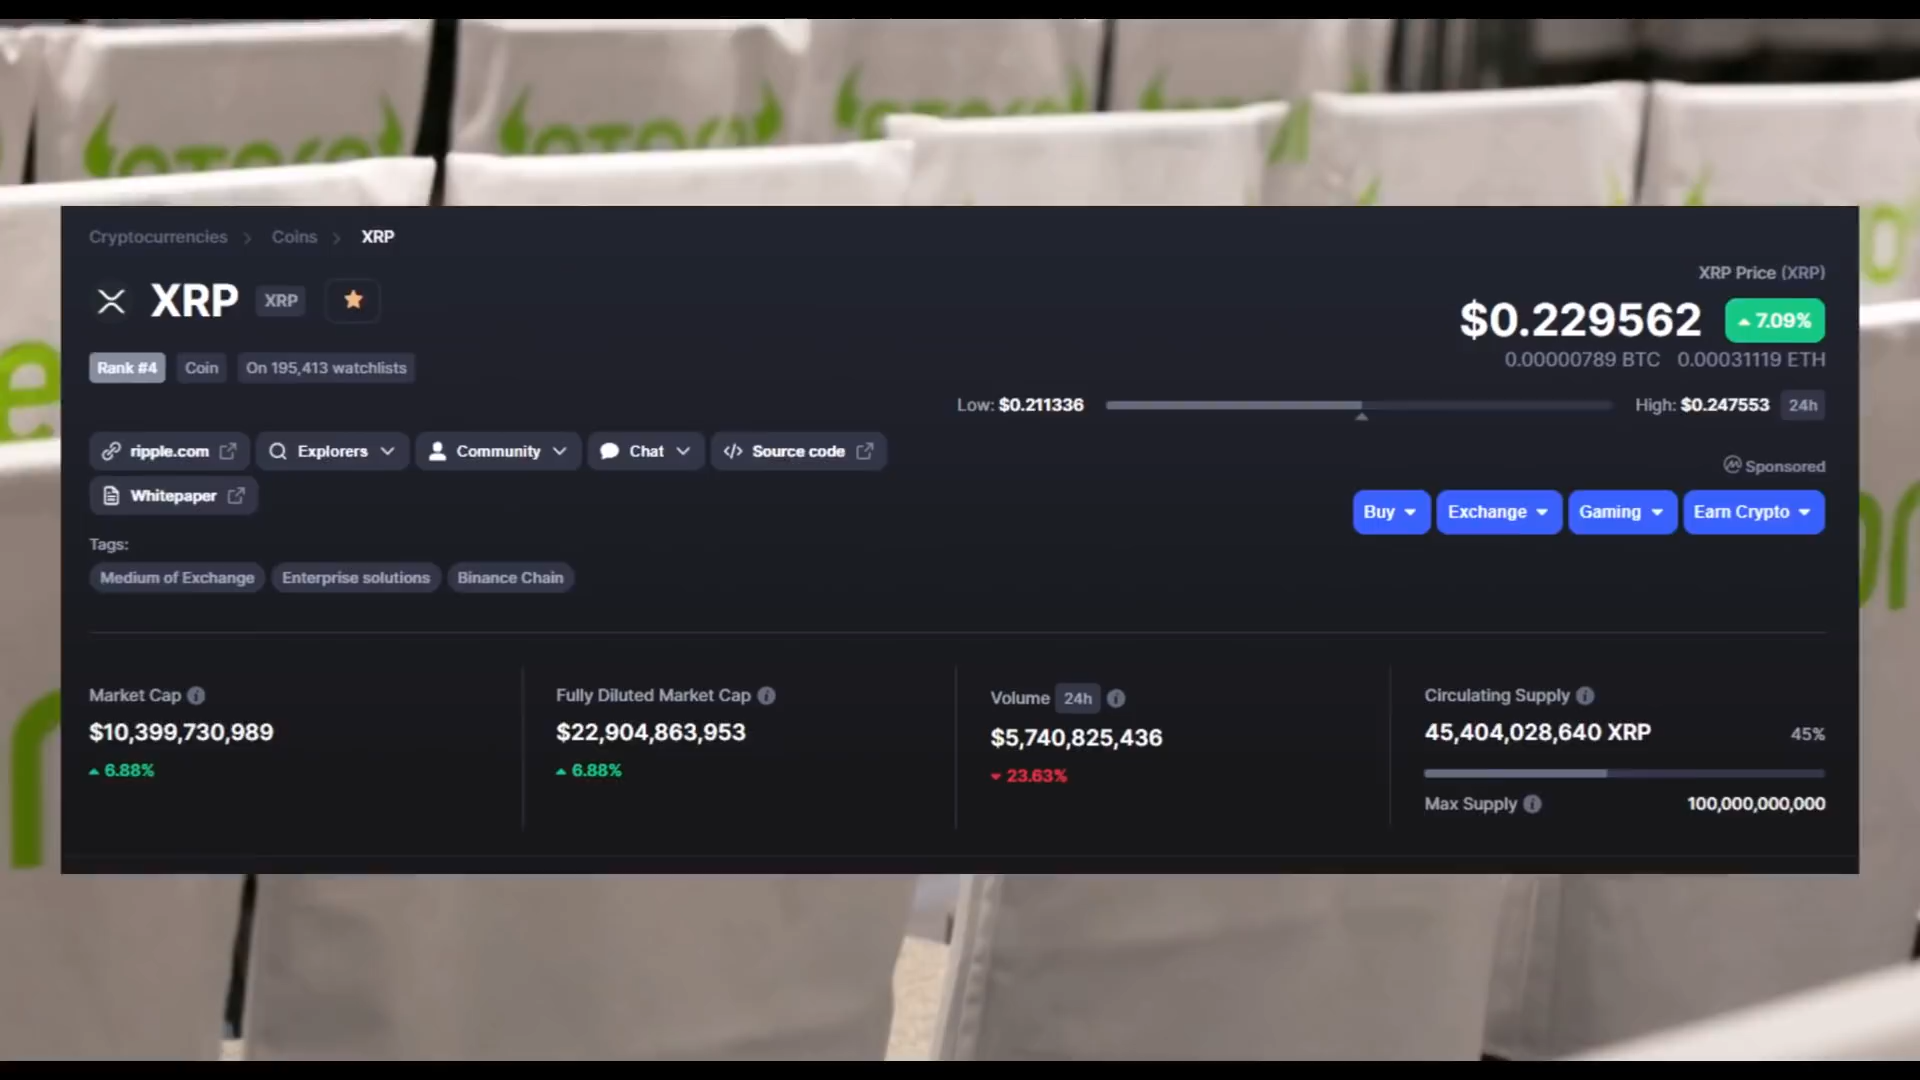 etoro
etoro
etoro
Cryptocurrencies > Coins > XRP
XRP XRP
Rank #4 Coin On 195,413 watchlists
ripple.com Explorers Community Chat Source code
Whitepaper
Tags:
Medium of Exchange Enterprise solutions Binance Chain
XRP Price (XRP)
$0.229562 7.09%
0.00000789 BTC 0.00031119 ETH
Low: $0.211336 High: $0.247553 24h
Sponsored
Buy Exchange Gaming Earn Crypto
Market Cap
$10,399,730,989
6.88%
Fully Diluted Market Cap
$22,904,863,953
6.88%
Volume 24h
$5,740,825,436
23.63%
Circulating Supply
45,404,028,640 XRP 45%
Max Supply 100,000,000,000